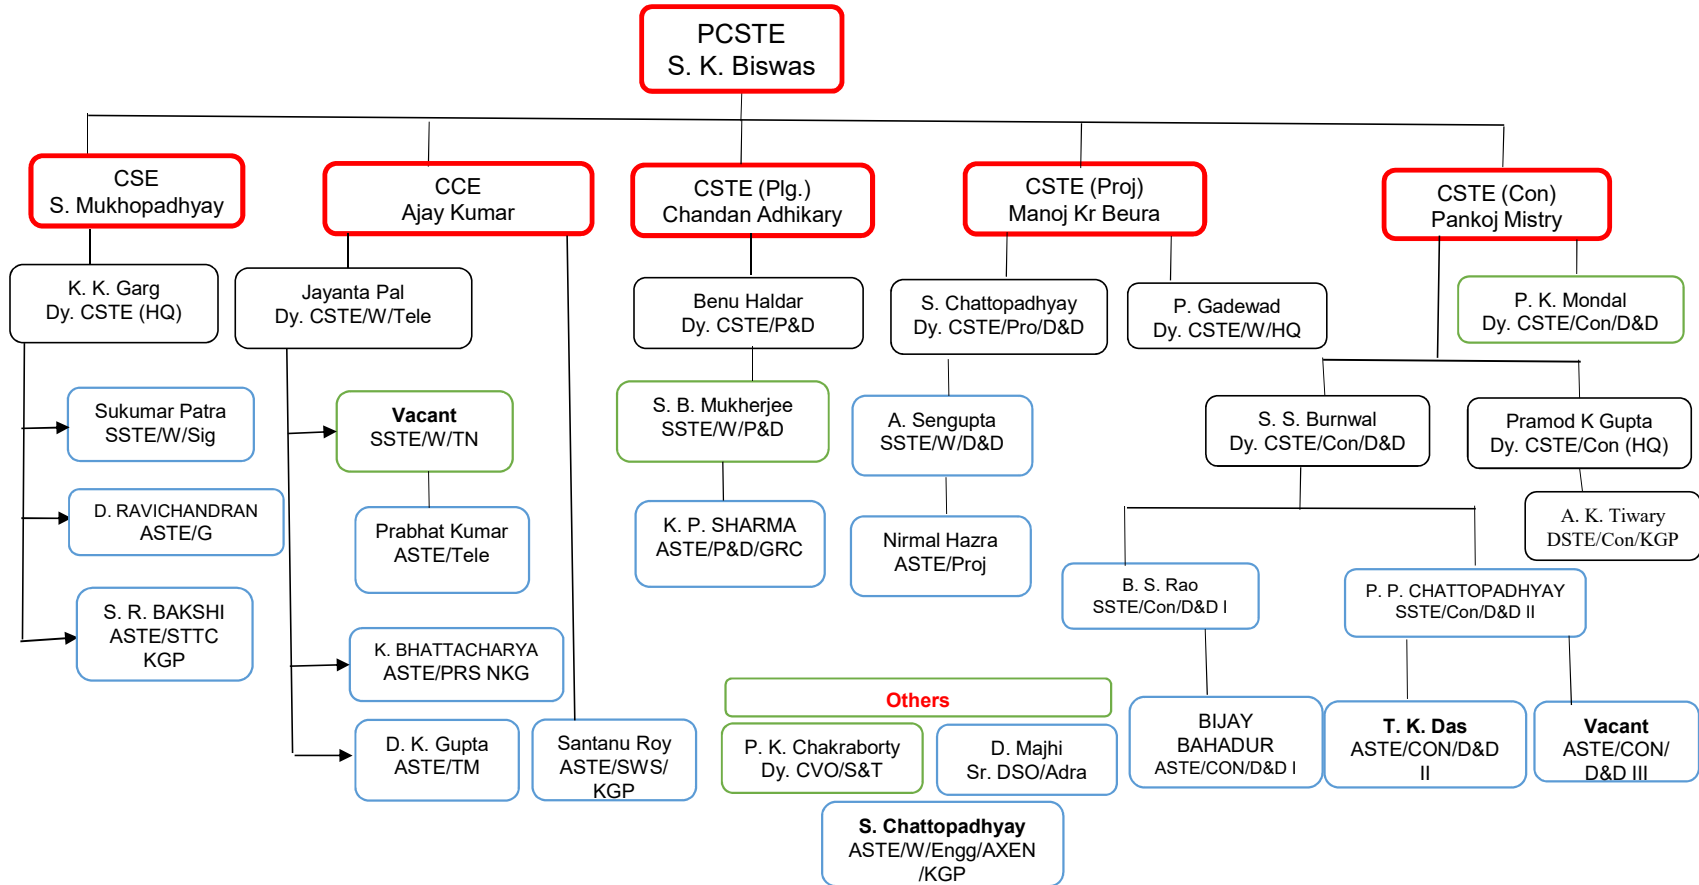 PCSTE
S. K. Biswas
CSE
S. Mukhopadhyay
CCE
Ajay Kumar
CSTE (Plg.)
Chandan Adhikary
CSTE (Proj)
Manoj Kr Beura
CSTE (Con)
Pankoj Mistry
K. K. Garg
Dy. CSTE (HQ)
Jayanta Pal
Dy. CSTE/W/Tele
Benu Haldar
Dy. CSTE/P&D
S. Chattopadhyay
Dy. CSTE/Pro/D&D
P. Gadewad
Dy. CSTE/W/HQ
P. K. Mondal
Dy. CSTE/Con/D&D
Sukumar Patra
SSTE/W/Sig
Vacant
SSTE/W/TN
S. B. Mukherjee
SSTE/W/P&D
A. Sengupta
SSTE/W/D&D
S. S. Burnwal
Dy. CSTE/Con/D&D
Pramod K Gupta
Dy. CSTE/Con (HQ)
D. RAVICHANDRAN
ASTE/G
Prabhat Kumar
ASTE/Tele
K. P. SHARMA
ASTE/P&D/GRC
Nirmal Hazra
ASTE/Proj
A. K. Tiwary
DSTE/Con/KGP
B. S. Rao
SSTE/Con/D&D I
P. P. CHATTOPADHYAY
SSTE/Con/D&D II
S. R. BAKSHI
ASTE/STTC
KGP
K. BHATTACHARYA
ASTE/PRS NKG
D. K. Gupta
ASTE/TM
Santanu Roy
ASTE/SWS/
KGP
Others
P. K. Chakraborty
Dy. CVO/S&T
D. Majhi
Sr. DSO/Adra
BIJAY
BAHADUR
ASTE/CON/D&D I
T. K. Das
ASTE/CON/D&D
II
Vacant
ASTE/CON/
D&D III
S. Chattopadhyay
ASTE/W/Engg/AXEN
/KGP